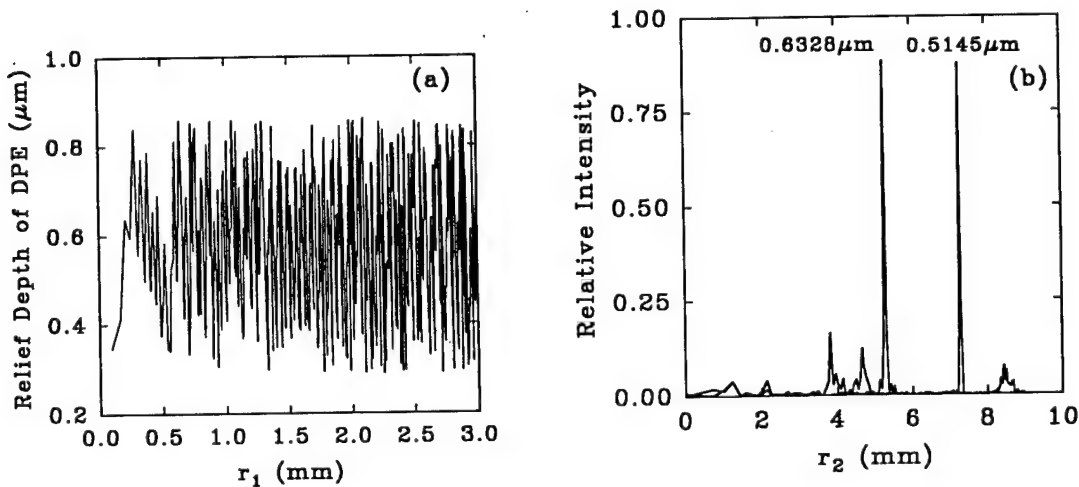 (a)
Relief Depth of DPE (μm)
1.0
0.8
0.6
0.4
0.2
0.0 0.5 1.0 1.5 2.0 2.5 3.0
r₁ (mm)
(b)
0.6328μm 0.5145μm
Relative Intensity
1.00
0.75
0.50
0.25
0.00
0 2 4 6 8 10
r₂ (mm)